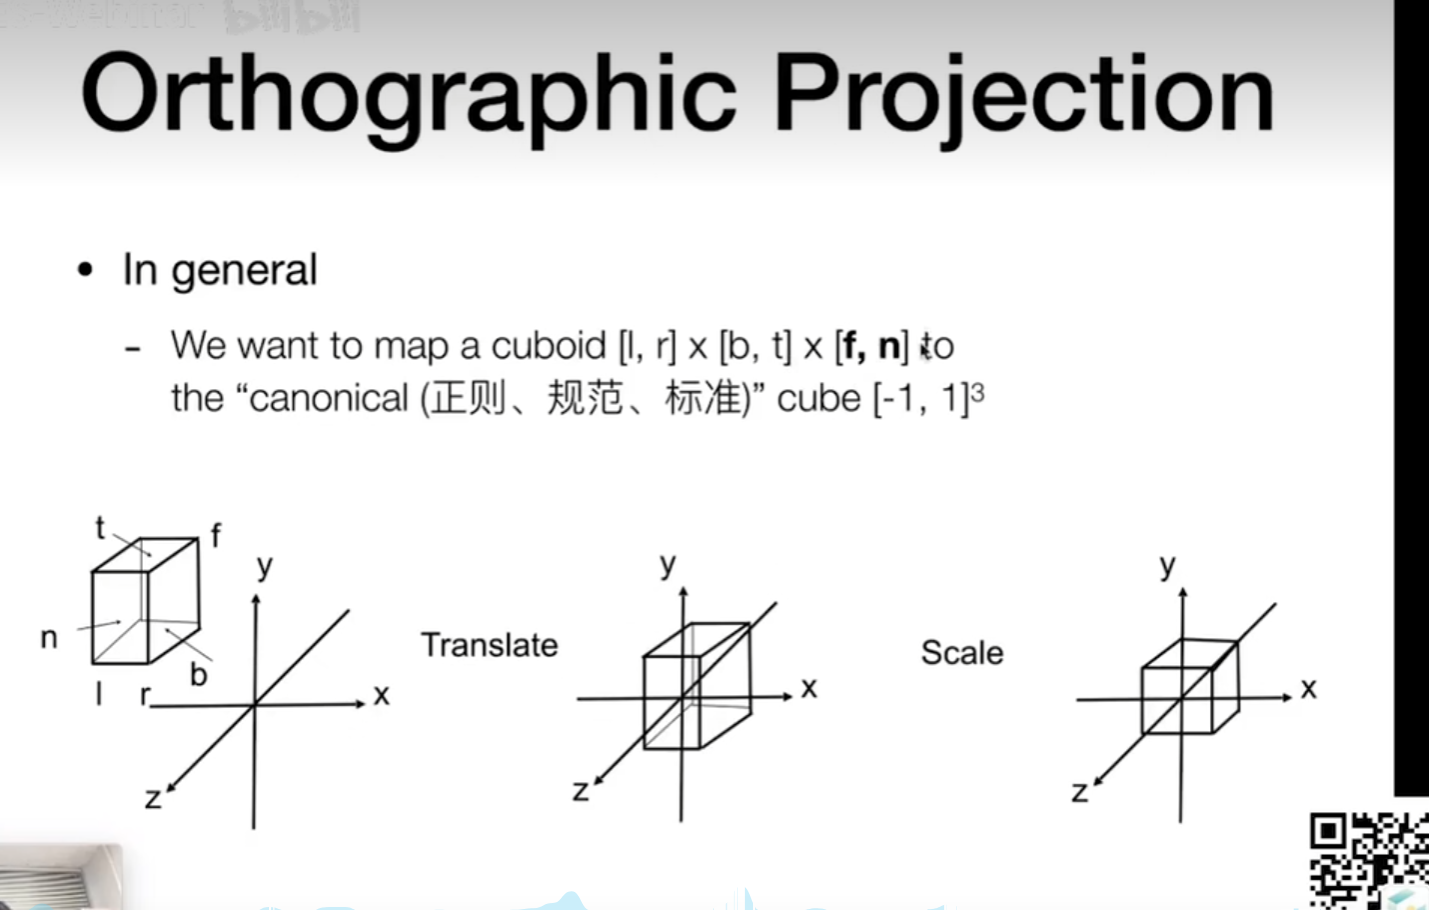 bilibili
Orthographic Projection
• In general
- We want to map a cuboid [l, r] x [b, t] x [f, n] to
the “canonical (正则、规范、标准)” cube [-1, 1]³
t
f
y
n
b
l
r
x
z
Translate
y
x
z
Scale
y
x
z